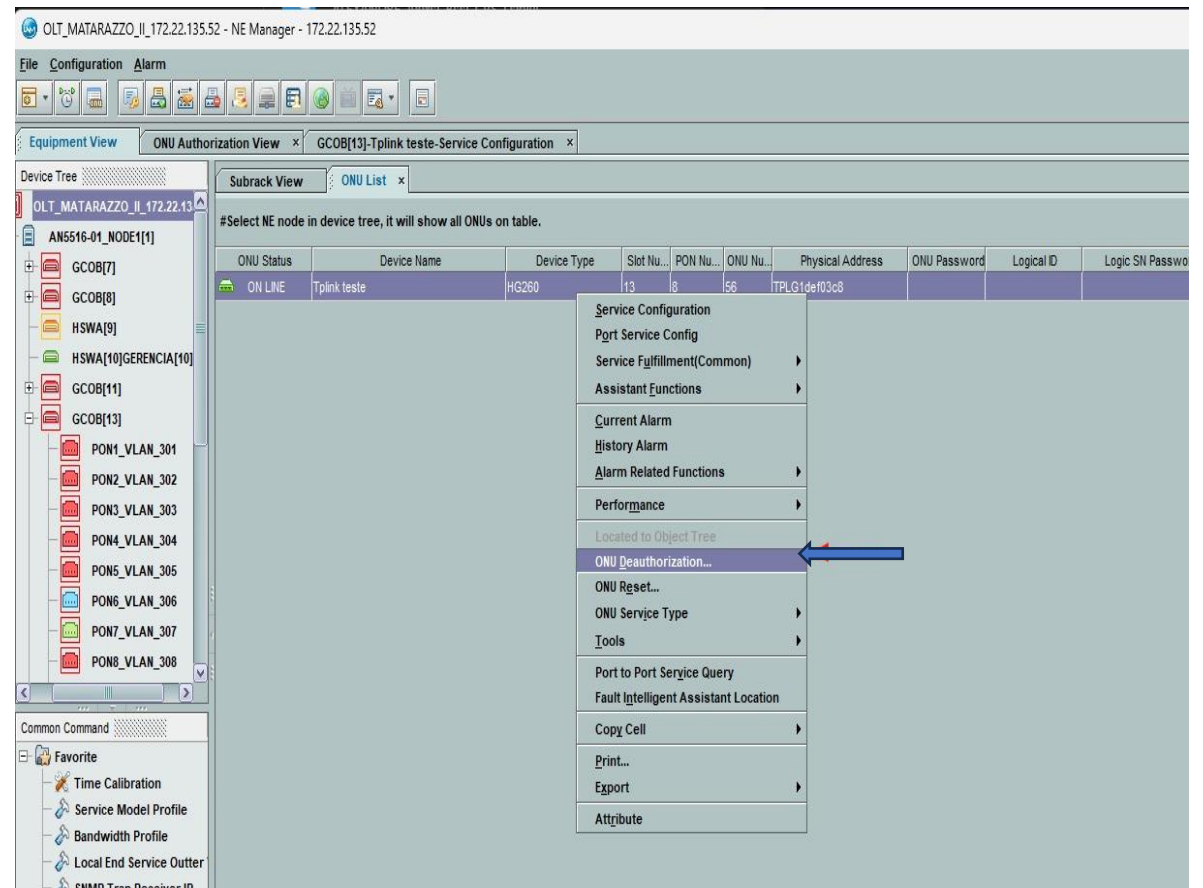 OLT_MATARAZZO_II_172.22.135.52 - NE Manager - 172.22.135.52
File Configuration Alarm
Equipment View ONU Authorization View × GCOB[13]-Tplink teste-Service Configuration ×
Device Tree
OLT_MATARAZZO_II_172.22.13
AN5516-01_NODE1[1]
GCOB[7]
GCOB[8]
HSWA[9]
HSWA[10]GERENCIA[10]
GCOB[11]
GCOB[13]
PON1_VLAN_301
PON2_VLAN_302
PON3_VLAN_303
PON4_VLAN_304
PON5_VLAN_305
PON6_VLAN_306
PON7_VLAN_307
PON8_VLAN_308
Common Command
Favorite
Time Calibration
Service Model Profile
Bandwidth Profile
Local End Service Outter
SNMP Trap Receiver IP
Subrack View ONU List ×
#Select NE node in device tree, it will show all ONUs on table.
ONU Status Device Name Device Type Slot Nu... PON Nu... ONU Nu... Physical Address ONU Password Logical ID Logic SN Passwo
ON LINE Tplink teste HG260 13 8 56 TPLG1def03c8
Service Configuration
Port Service Config
Service Fulfillment(Common)
Assistant Functions
Current Alarm
History Alarm
Alarm Related Functions
Performance
Located to Object Tree
ONU Deauthorization...
ONU Reset...
ONU Service Type
Tools
Port to Port Service Query
Fault Intelligent Assistant Location
Copy Cell
Print...
Export
Attribute